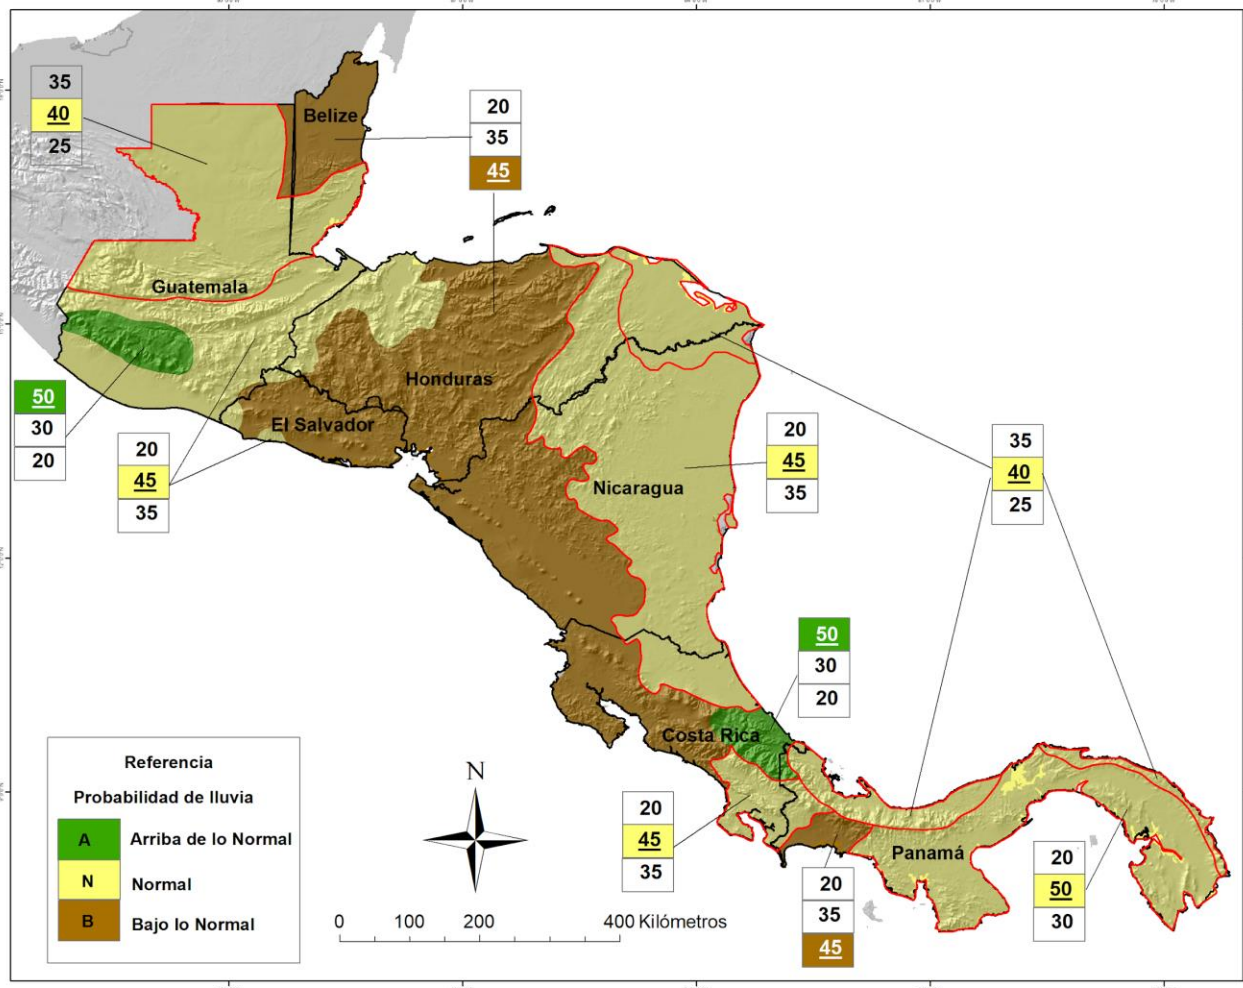 35
40
25
Belize
20
35
45
Guatemala
Honduras
El Salvador
50
30
20
20
45
35
Nicaragua
20
45
35
35
40
25
50
30
20
Costa Rica
Referencia
Probabilidad de lluvia
A Arriba de lo Normal
N Normal
B Bajo lo Normal
N
0 100 200 400 Kilómetros
20
45
35
Panamá
20
35
45
20
50
30